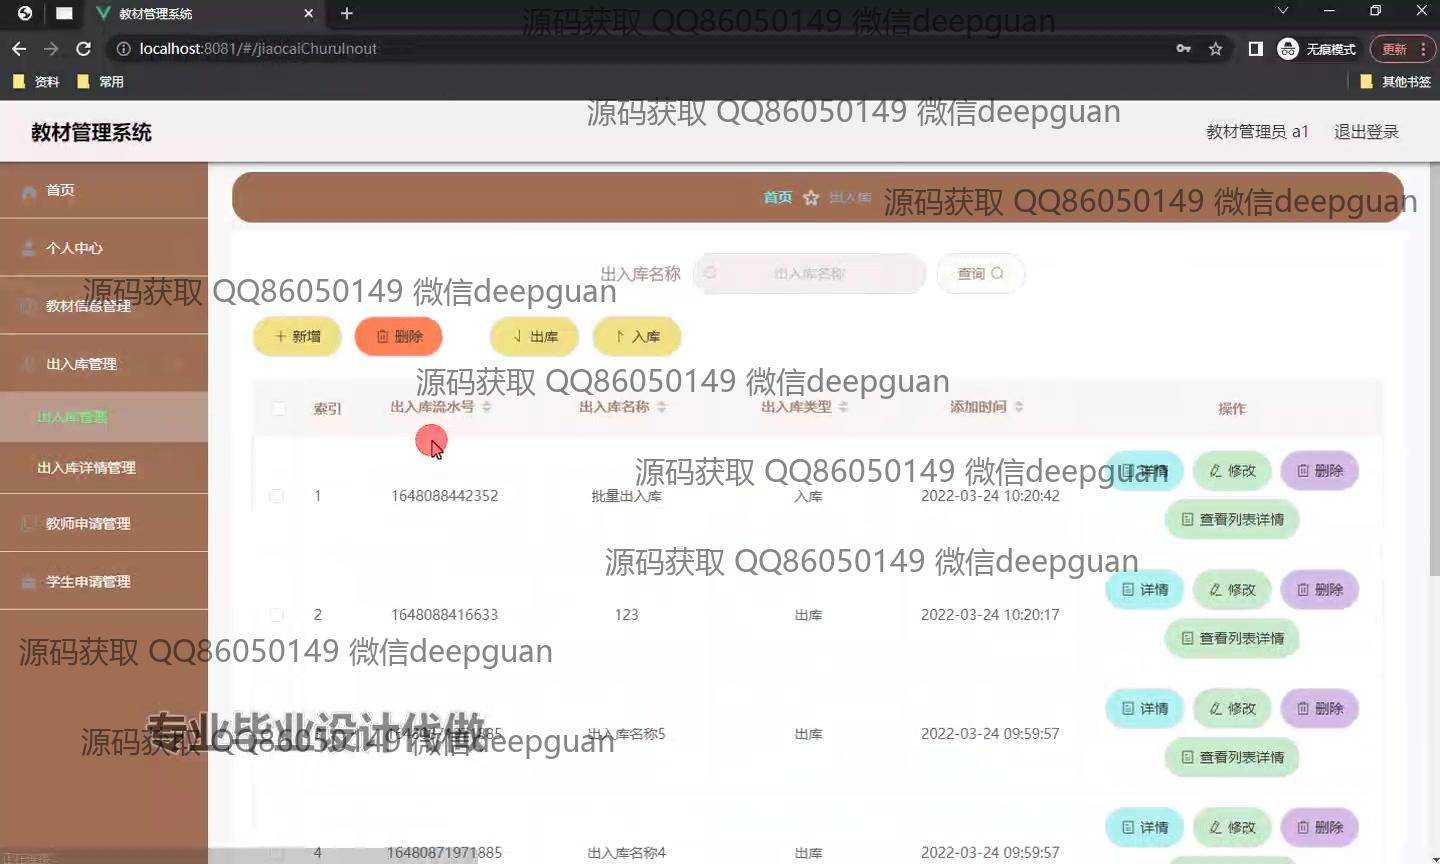 教材管理系统
localhost:8081/#/jiaocaiChuruInout
无痕模式
更新
资料
常用
其他书签
源码获取 QQ86050149 微信deepguan
源码获取 QQ86050149 微信deepguan
教材管理系统
教材管理员 a1
退出登录
首页
首页
出入库
源码获取 QQ86050149 微信deepguan
个人中心
出入库名称
出入库名称
查询
源码获取 QQ86050149 微信deepguan
教材信息管理
新增
删除
出库
入库
出入库管理
源码获取 QQ86050149 微信deepguan
索引
出入库流水号
出入库名称
出入库类型
添加时间
操作
出入库管理
出入库详情管理
源码获取 QQ86050149 微信deepguan
1
1648088442352
批量出入库
入库
2022-03-24 10:20:42
详情
修改
删除
查看列表详情
教师申请管理
源码获取 QQ86050149 微信deepguan
学生申请管理
2
1648088416633
123
出库
2022-03-24 10:20:17
详情
修改
删除
查看列表详情
源码获取 QQ86050149 微信deepguan
专业毕业设计代做
源码获取 QQ86050149 微信deepguan
出入库名称5
出库
2022-03-24 09:59:57
详情
修改
删除
查看列表详情
4
16480871971885
出入库名称4
出库
2022-03-24 09:59:57
详情
修改
删除